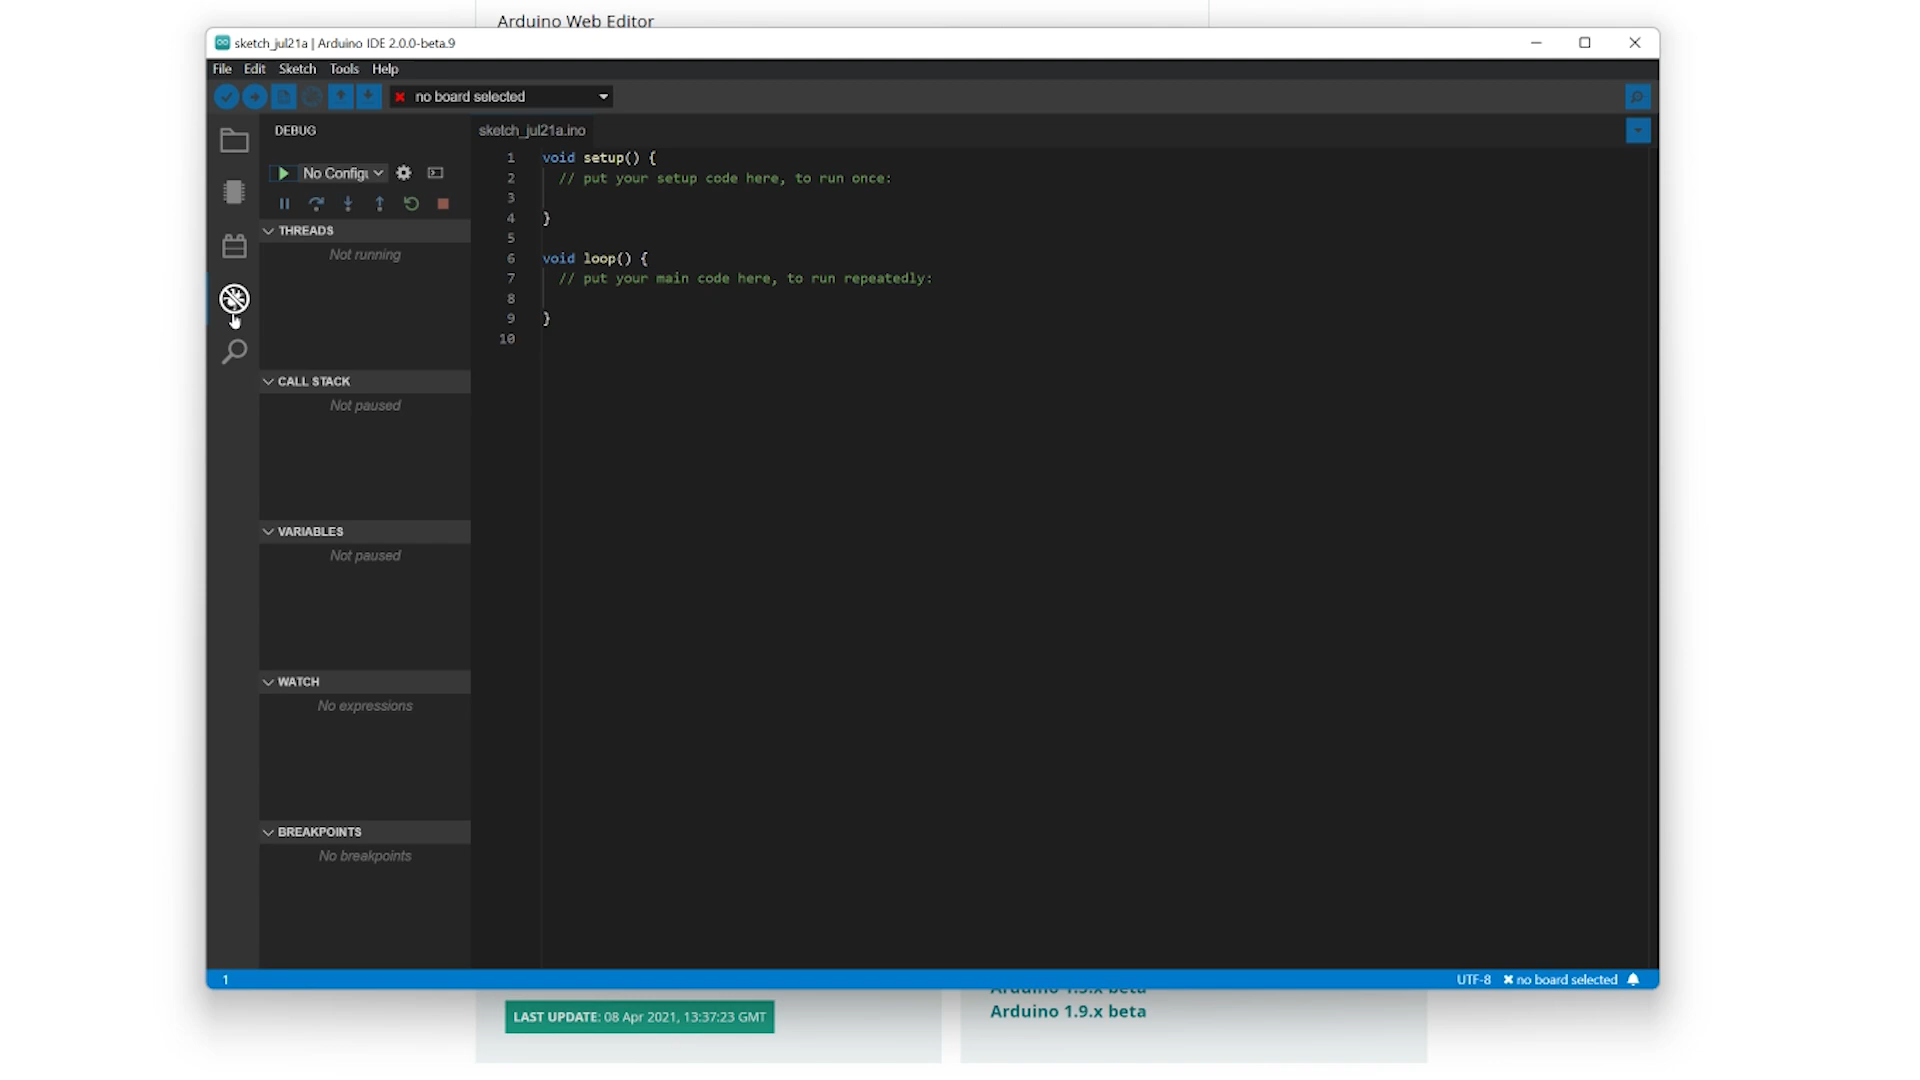 Arduino Web Editor
sketch_jul21a | Arduino IDE 2.0.0-beta.9
File Edit Sketch Tools Help
no board selected
DEBUG
No Config
THREADS
Not running
CALL STACK
Not paused
VARIABLES
Not paused
WATCH
No expressions
BREAKPOINTS
No breakpoints
sketch_jul21a.ino
1 void setup() {
2 // put your setup code here, to run once:
3
4 }
5
6 void loop() {
7 // put your main code here, to run repeatedly:
8
9 }
10
1
UTF-8 no board selected
LAST UPDATE: 08 Apr 2021, 13:37:23 GMT
Arduino 1.9.x beta